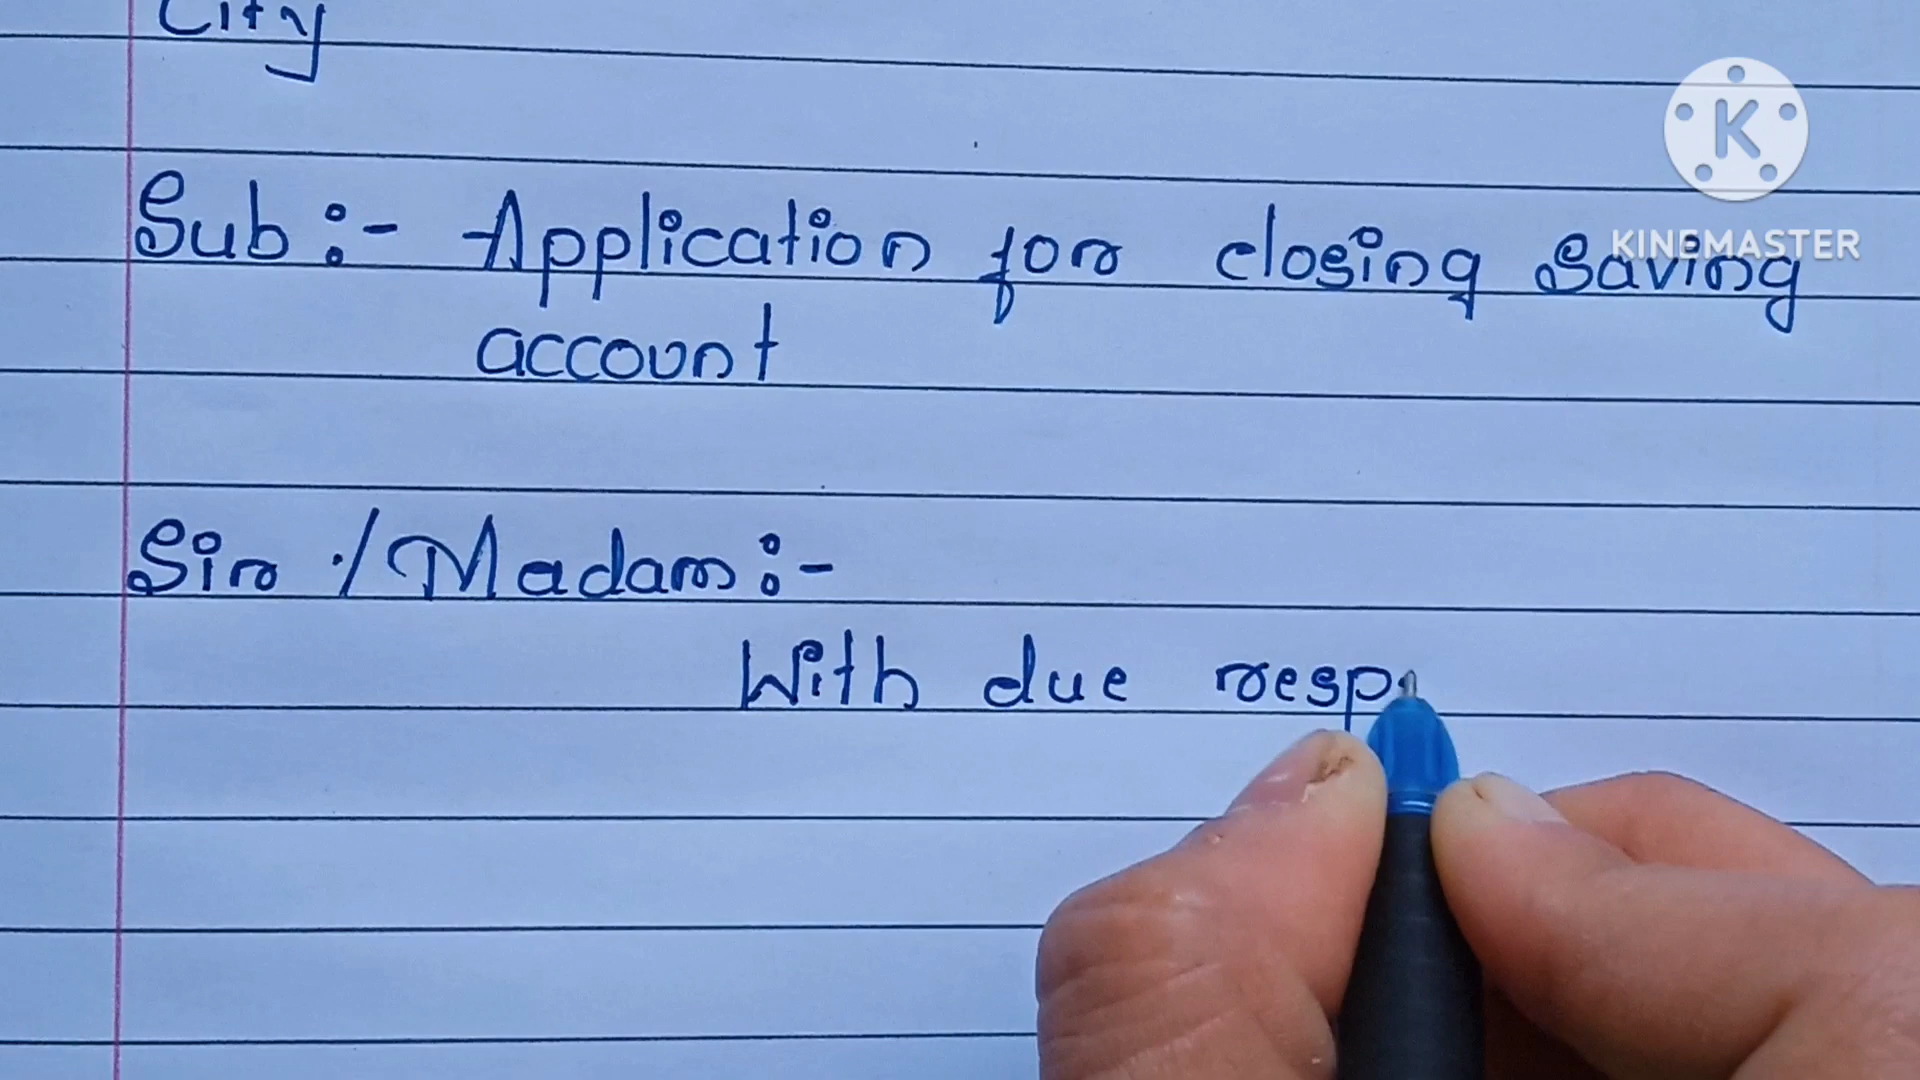 City
Sub:- Application for closing saving
account
Sir ./Madam:-
With due resp
K
KINEMASTER